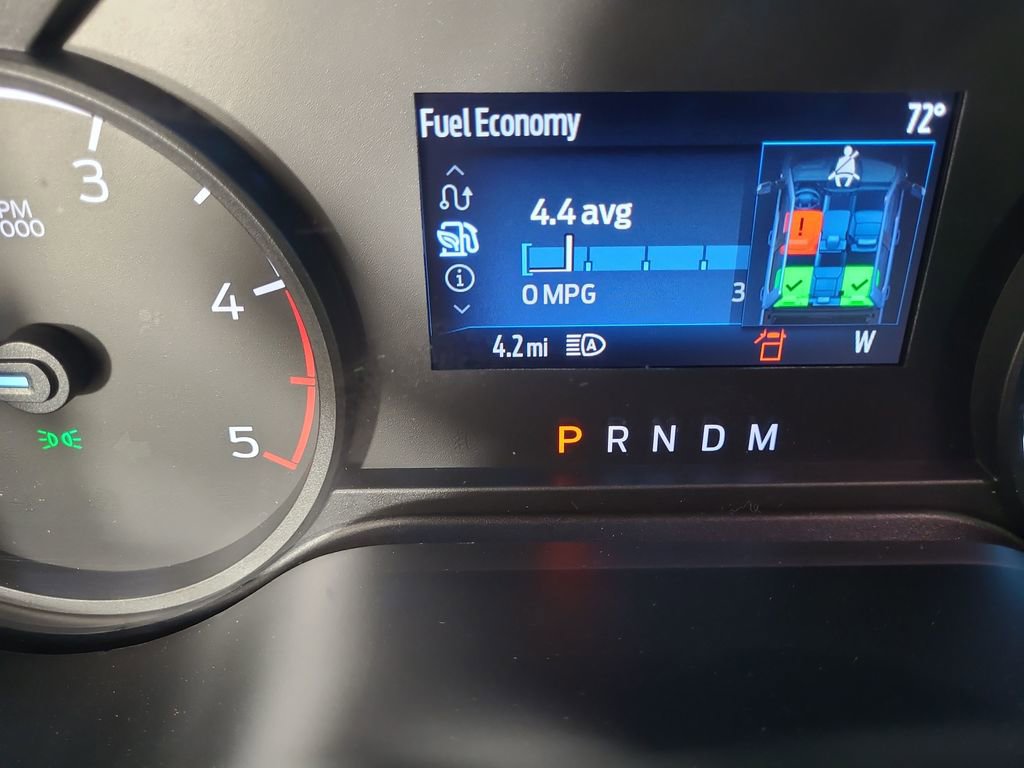 Fuel Economy 72°
4.4 avg
0 MPG 3
4.2 mi A W
P R N D M
3
4
5
PM
000